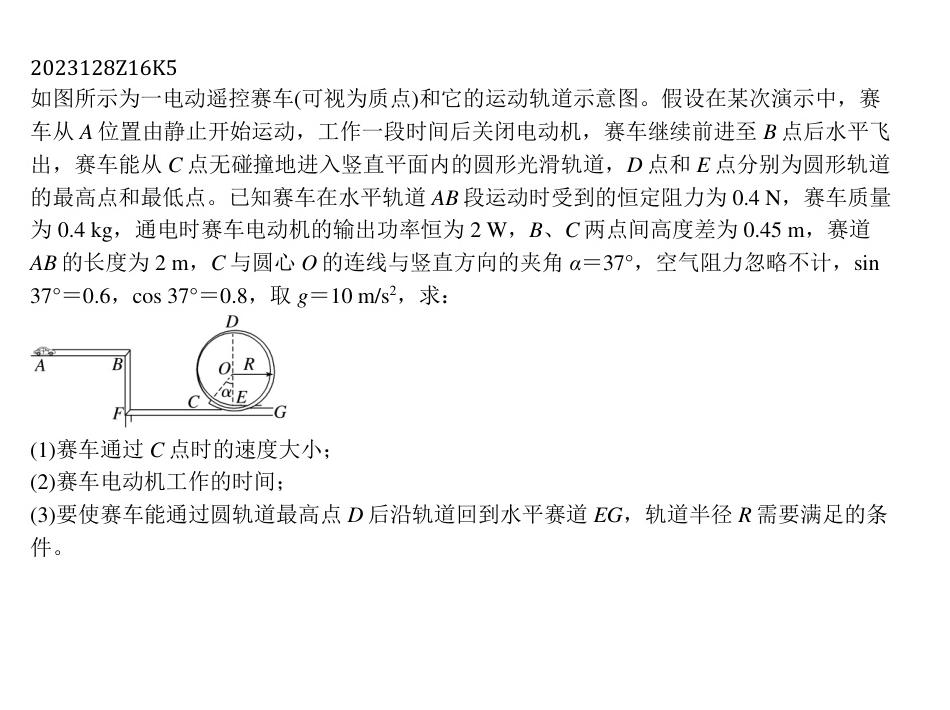 2023128Z16K5
如图所示为一电动遥控赛车(可视为质点)和它的运动轨道示意图。假设在某次演示中，赛
车从 A 位置由静止开始运动，工作一段时间后关闭电动机，赛车继续前进至 B 点后水平飞
出，赛车能从 C 点无碰撞地进入竖直平面内的圆形光滑轨道，D 点和 E 点分别为圆形轨道
的最高点和最低点。已知赛车在水平轨道 AB 段运动时受到的恒定阻力为 0.4 N，赛车质量
为 0.4 kg，通电时赛车电动机的输出功率恒为 2 W，B、C 两点间高度差为 0.45 m，赛道
AB 的长度为 2 m，C 与圆心 O 的连线与竖直方向的夹角 α＝37°，空气阻力忽略不计，sin
37°＝0.6，cos 37°＝0.8，取 g＝10 m/s²，求：
D
A
B
O
R
α
E
C
F
G
(1)赛车通过 C 点时的速度大小；
(2)赛车电动机工作的时间；
(3)要使赛车能通过圆轨道最高点 D 后沿轨道回到水平赛道 EG，轨道半径 R 需要满足的条
件。